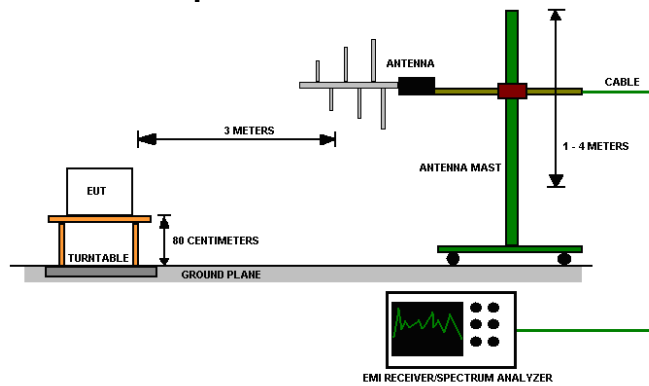 ANTENNA
CABLE
3 METERS
1 - 4 METERS
ANTENNA MAST
EUT
80 CENTIMETERS
TURNTABLE
GROUND PLANE
EMI RECEIVER/SPECTRUM ANALYZER